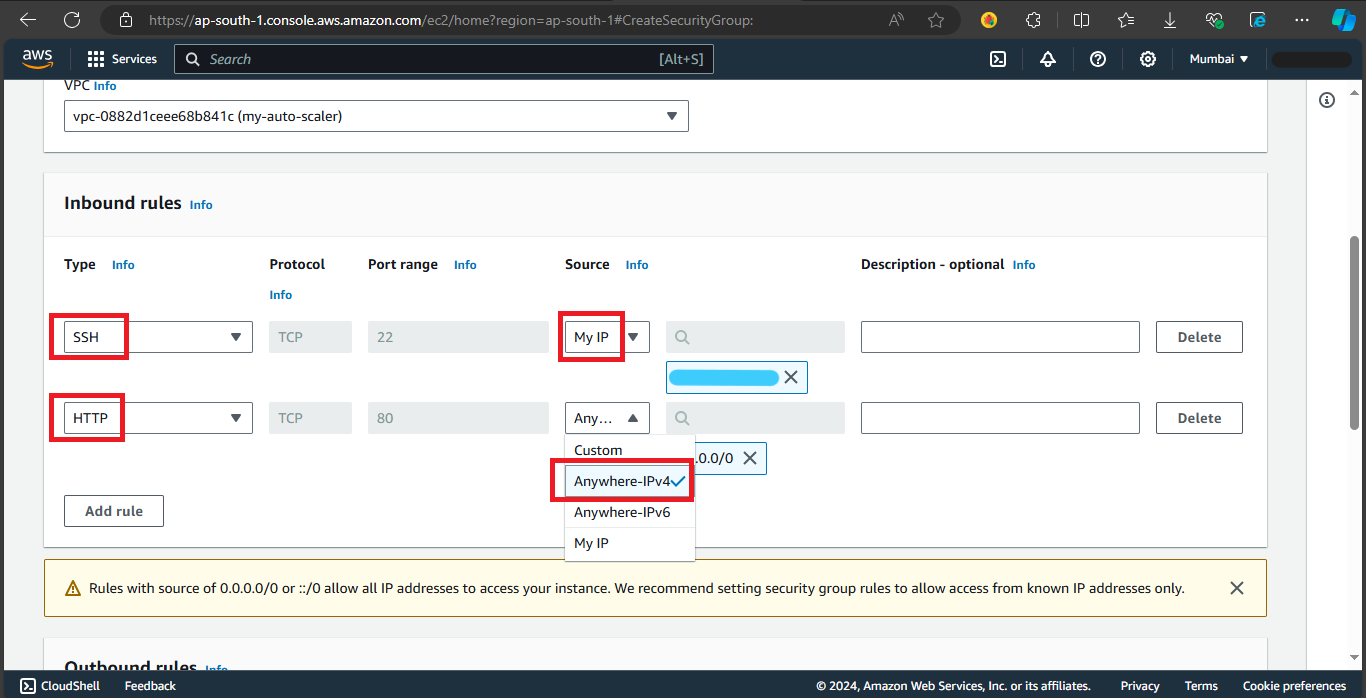 https://ap-south-1.console.aws.amazon.com/ec2/home?region=ap-south-1#CreateSecurityGroup:
aws Services Search [Alt+S] Mumbai
VPC Info
vpc-0882d1ceee68b841c (my-auto-scaler)
Inbound rules Info
Type Info Protocol Port range Info Source Info Description - optional Info
Info
SSH TCP 22 My IP Delete
HTTP TCP 80 Any... Delete
Custom .0.0/0
Anywhere-IPv4
Anywhere-IPv6
My IP
Add rule
Rules with source of 0.0.0.0/0 or ::/0 allow all IP addresses to access your instance. We recommend setting security group rules to allow access from known IP addresses only.
Outbound rules Info
CloudShell Feedback © 2024, Amazon Web Services, Inc. or its affiliates. Privacy Terms Cookie preferences